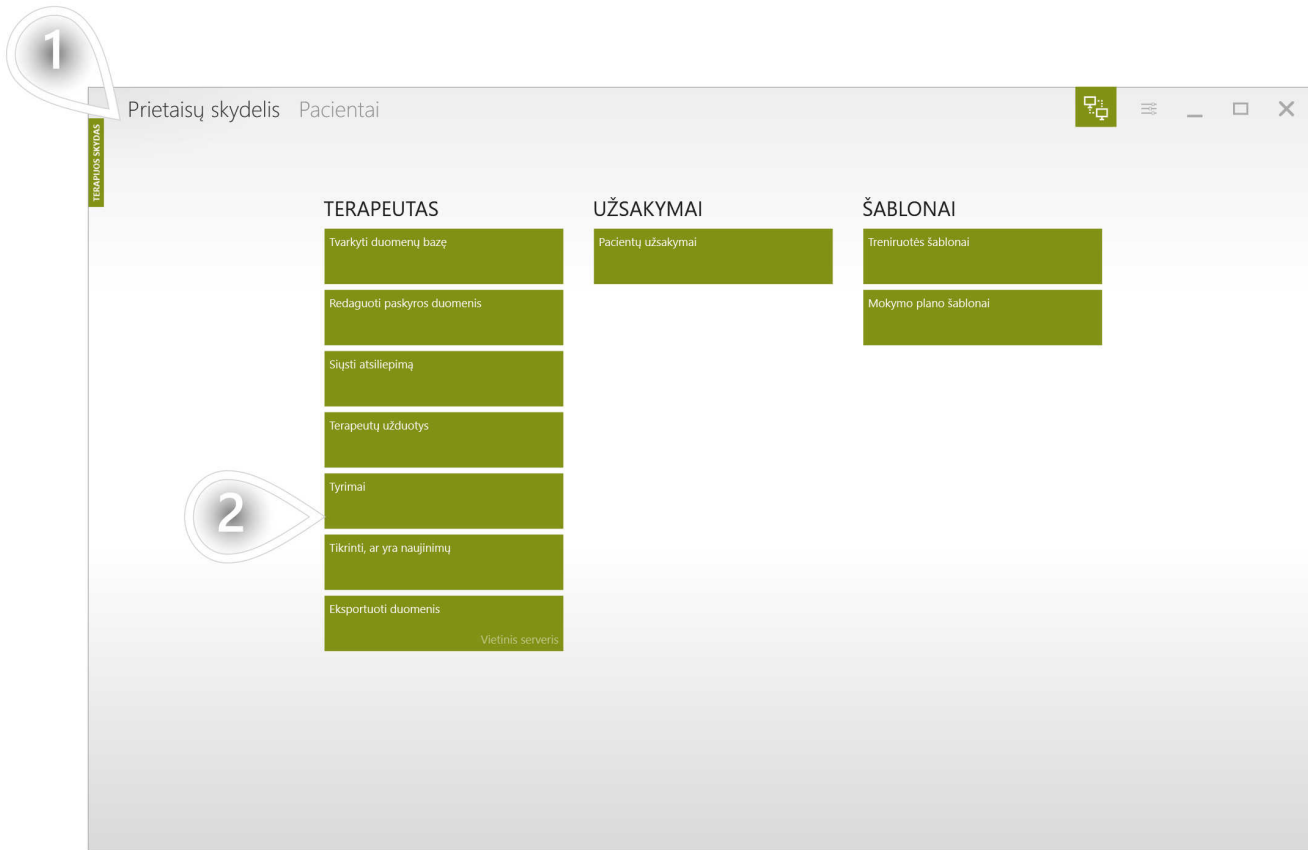 1
Prietaisų skydelis Pacientai
TERAPIJOS SKYDAS
TERAPEUTAS
Tvarkyti duomenų bazę
Redaguoti paskyros duomenis
Siųsti atsiliepimą
Terapeutų užduotys
2
Tyrimai
Tikrinti, ar yra naujinimų
Eksportuoti duomenis
Vietinis serveris
UŽSAKYMAI
Pacientų užsakymai
ŠABLONAI
Treniruotės šablonai
Mokymo plano šablonai